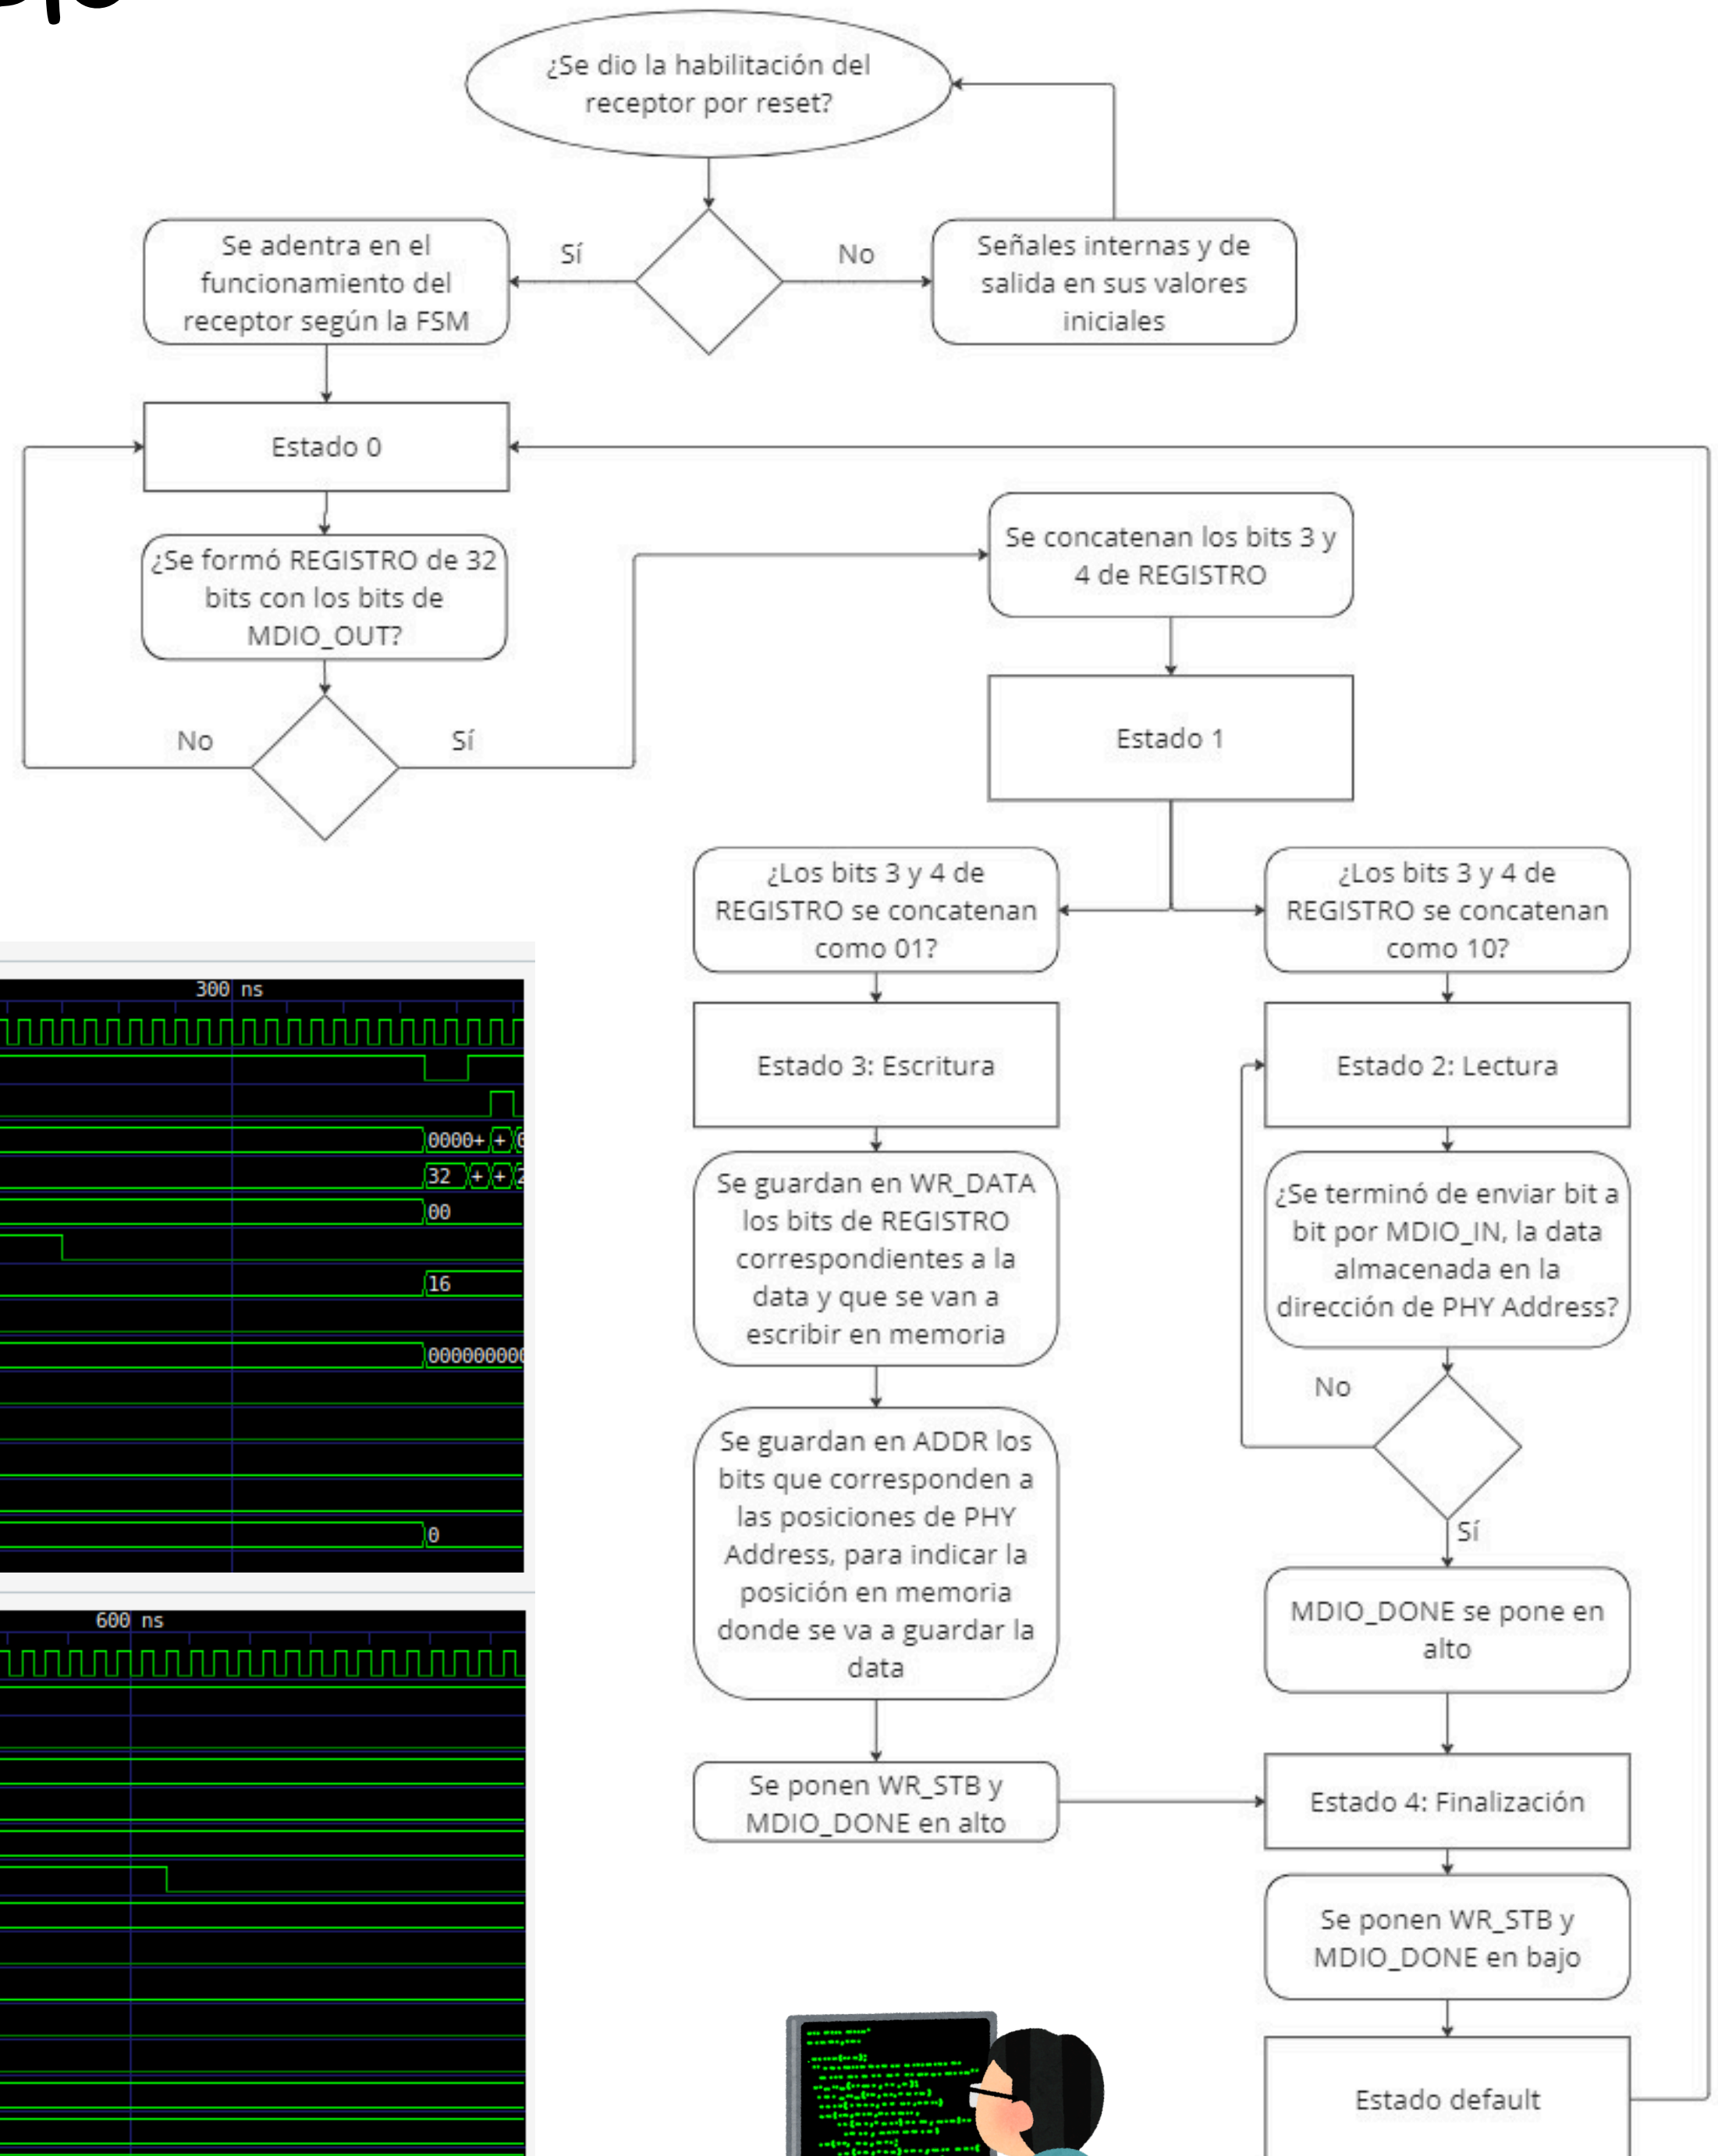 ¿Se dio la habilitación del
receptor por reset?
Se adentra en el
funcionamiento del
receptor según la FSM
Sí
No
Señales internas y de
salida en sus valores
iniciales
Estado 0
¿Se formó REGISTRO de 32
bits con los bits de
MDIO_OUT?
No
Sí
Se concatenan los bits 3 y
4 de REGISTRO
Estado 1
¿Los bits 3 y 4 de
REGISTRO se concatenan
como 01?
¿Los bits 3 y 4 de
REGISTRO se concatenan
como 10?
Estado 3: Escritura
Estado 2: Lectura
Se guardan en WR_DATA
los bits de REGISTRO
correspondientes a la
data y que se van a
escribir en memoria
¿Se terminó de enviar bit a
bit por MDIO_IN, la data
almacenada en la
dirección de PHY Address?
No
Sí
Se guardan en ADDR los
bits que corresponden a
las posiciones de PHY
Address, para indicar la
posición en memoria
donde se va a guardar la
data
MDIO_DONE se pone en
alto
Se ponen WR_STB y
MDIO_DONE en alto
Estado 4: Finalización
Se ponen WR_STB y
MDIO_DONE en bajo
Estado default
300 ns
0000+ +
32 + +
00
16
000000000
0
600 ns